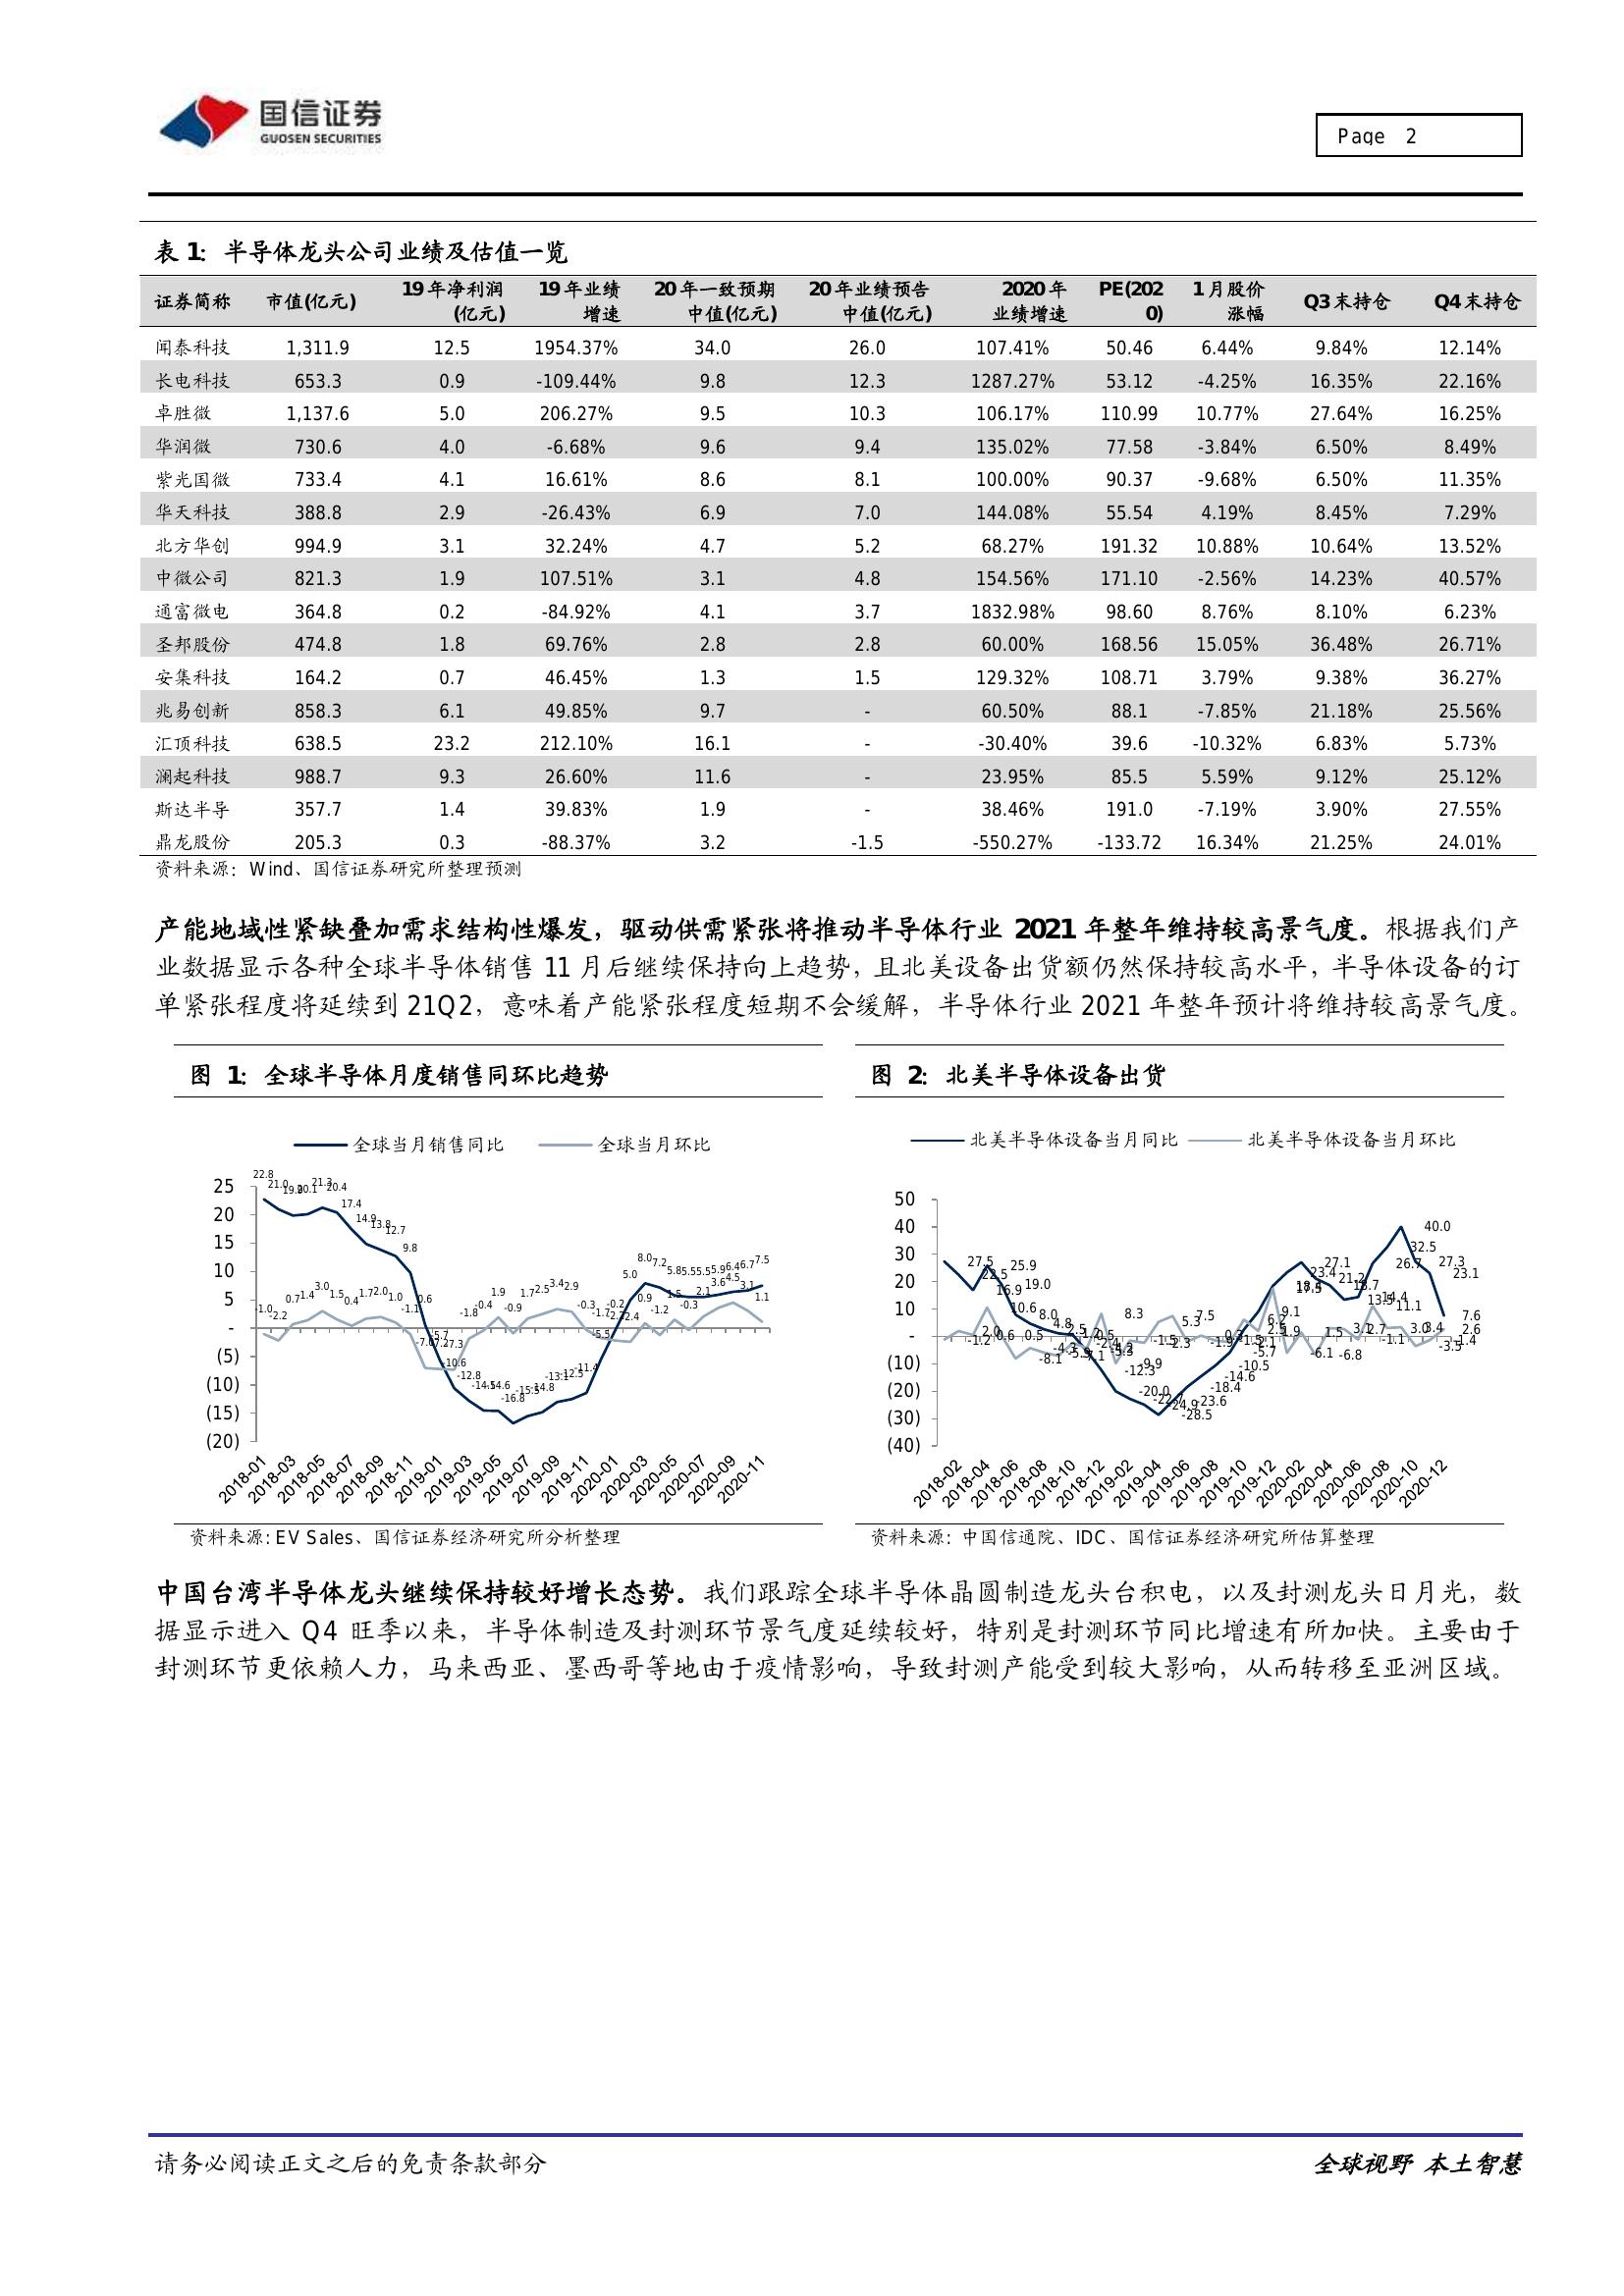 国信证券
GUOSEN SECURITIES
Page 2
表 1：半导体龙头公司业绩及估值一览
证券简称 市值(亿元) 19 年净利润(亿元) 19 年业绩增速 20 年一致预期中值(亿元) 20 年业绩预告中值(亿元) 2020 年业绩增速 PE(2020) 1 月股价涨幅 Q3 末持仓 Q4 末持仓
闻泰科技 1,311.9 12.5 1954.37% 34.0 26.0 107.41% 50.46 6.44% 9.84% 12.14%
长电科技 653.3 0.9 -109.44% 9.8 12.3 1287.27% 53.12 -4.25% 16.35% 22.16%
卓胜微 1,137.6 5.0 206.27% 9.5 10.3 106.17% 110.99 10.77% 27.64% 16.25%
华润微 730.6 4.0 -6.68% 9.6 9.4 135.02% 77.58 -3.84% 6.50% 8.49%
紫光国微 733.4 4.1 16.61% 8.6 8.1 100.00% 90.37 -9.68% 6.50% 11.35%
华天科技 388.8 2.9 -26.43% 6.9 7.0 144.08% 55.54 4.19% 8.45% 7.29%
北方华创 994.9 3.1 32.24% 4.7 5.2 68.27% 191.32 10.88% 10.64% 13.52%
中微公司 821.3 1.9 107.51% 3.1 4.8 154.56% 171.10 -2.56% 14.23% 40.57%
通富微电 364.8 0.2 -84.92% 4.1 3.7 1832.98% 98.60 8.76% 8.10% 6.23%
圣邦股份 474.8 1.8 69.76% 2.8 2.8 60.00% 168.56 15.05% 36.48% 26.71%
安集科技 164.2 0.7 46.45% 1.3 1.5 129.32% 108.71 3.79% 9.38% 36.27%
兆易创新 858.3 6.1 49.85% 9.7 - 60.50% 88.1 -7.85% 21.18% 25.56%
汇顶科技 638.5 23.2 212.10% 16.1 - -30.40% 39.6 -10.32% 6.83% 5.73%
澜起科技 988.7 9.3 26.60% 11.6 - 23.95% 85.5 5.59% 9.12% 25.12%
斯达半导 357.7 1.4 39.83% 1.9 - 38.46% 191.0 -7.19% 3.90% 27.55%
鼎龙股份 205.3 0.3 -88.37% 3.2 -1.5 -550.27% -133.72 16.34% 21.25% 24.01%
资料来源：Wind、国信证券研究所整理预测
产能地域性紧缺叠加需求结构性爆发，驱动供需紧张将推动半导体行业 2021 年整年维持较高景气度。根据我们产
业数据显示各种全球半导体销售 11 月后继续保持向上趋势，且北美设备出货额仍然保持较高水平，半导体设备的订
单紧张程度将延续到 21Q2，意味着产能紧张程度短期不会缓解，半导体行业 2021 年整年预计将维持较高景气度。
图 1：全球半导体月度销售同环比趋势
全球当月销售同比 全球当月环比
25
20
15
10
5
-
(5)
(10)
(15)
(20)
22.8 21.0 20.1 21.3 20.4 17.4 14.9 13.8 12.7 9.8 0.6
2018-01 2018-03 2018-05 2018-07 2018-09 2018-11 2019-01 2019-03 2019-05 2019-07 2019-09 2019-11 2020-01 2020-03 2020-05 2020-07 2020-09 2020-11
资料来源: EV Sales、国信证券经济研究所分析整理
图 2：北美半导体设备出货
北美半导体设备当月同比 北美半导体设备当月环比
50
40
30
20
10
-
(10)
(20)
(30)
(40)
27.5 25.9 19.0 10.6 8.0 40.0 32.5 27.3 23.1 7.6 2.6
2018-02 2018-04 2018-06 2018-08 2018-10 2018-12 2019-02 2019-04 2019-06 2019-08 2019-10 2019-12 2020-02 2020-04 2020-06 2020-08 2020-10 2020-12
资料来源：中国信通院、IDC、国信证券经济研究所估算整理
中国台湾半导体龙头继续保持较好增长态势。我们跟踪全球半导体晶圆制造龙头台积电，以及封测龙头日月光，数
据显示进入 Q4 旺季以来，半导体制造及封测环节景气度延续较好，特别是封测环节同比增速有所加快。主要由于
封测环节更依赖人力，马来西亚、墨西哥等地由于疫情影响，导致封测产能受到较大影响，从而转移至亚洲区域。
请务必阅读正文之后的免责条款部分
全球视野 本土智慧